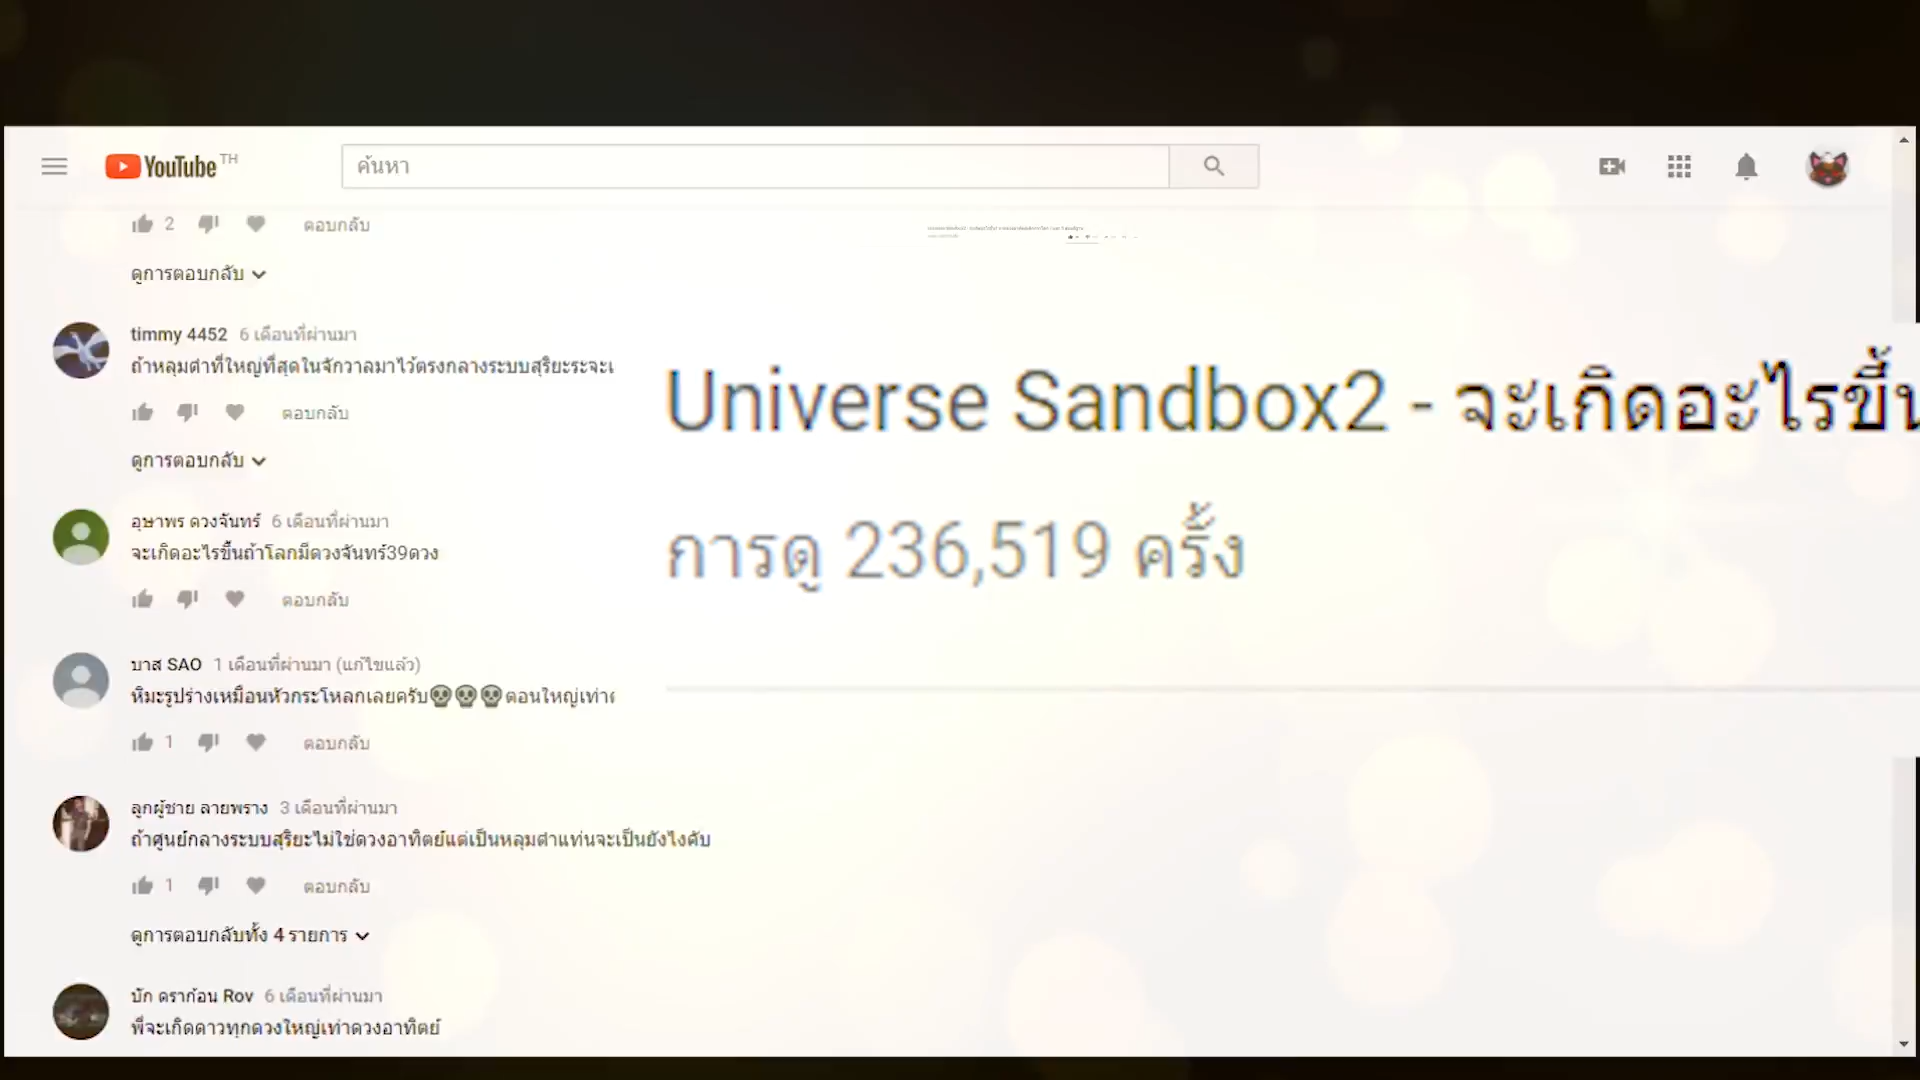 YouTube TH
ค้นหา
2 ตอบกลับ
ดูการตอบกลับ
timmy 4452 6 เดือนที่ผ่านมา
ถ้าหลุมดำที่ใหญ่ที่สุดในจักวาลมาไว้ตรงกลางระบบสุริยะระจะเ
ตอบกลับ
ดูการตอบกลับ
อุษาพร ดวงจันทร์ 6 เดือนที่ผ่านมา
จะเกิดอะไรขึ้นถ้าโลกมีดวงจันทร์39ดวง
ตอบกลับ
บาส SAO 1 เดือนที่ผ่านมา (แก้ไขแล้ว)
หิมะรูปร่างเหมือนหัวกระโหลกเลยครับ💀💀💀ตอนใหญ่เท่าด
1 ตอบกลับ
ลูกผู้ชาย ลายพราง 3 เดือนที่ผ่านมา
ถ้าศูนย์กลางระบบสุริยะไม่ใช่ดวงอาทิตย์แต่เป็นหลุมดำแท่นจะเป็นยังไงคับ
1 ตอบกลับ
ดูการตอบกลับทั้ง 4 รายการ
บัก ดราก้อน Rov 6 เดือนที่ผ่านมา
พี่จะเกิดดาวทุกดวงใหญ่เท่าดวงอาทิตย์
Universe Sandbox2 - จะเกิดอะไรขึ้น
การดู 236,519 ครั้ง